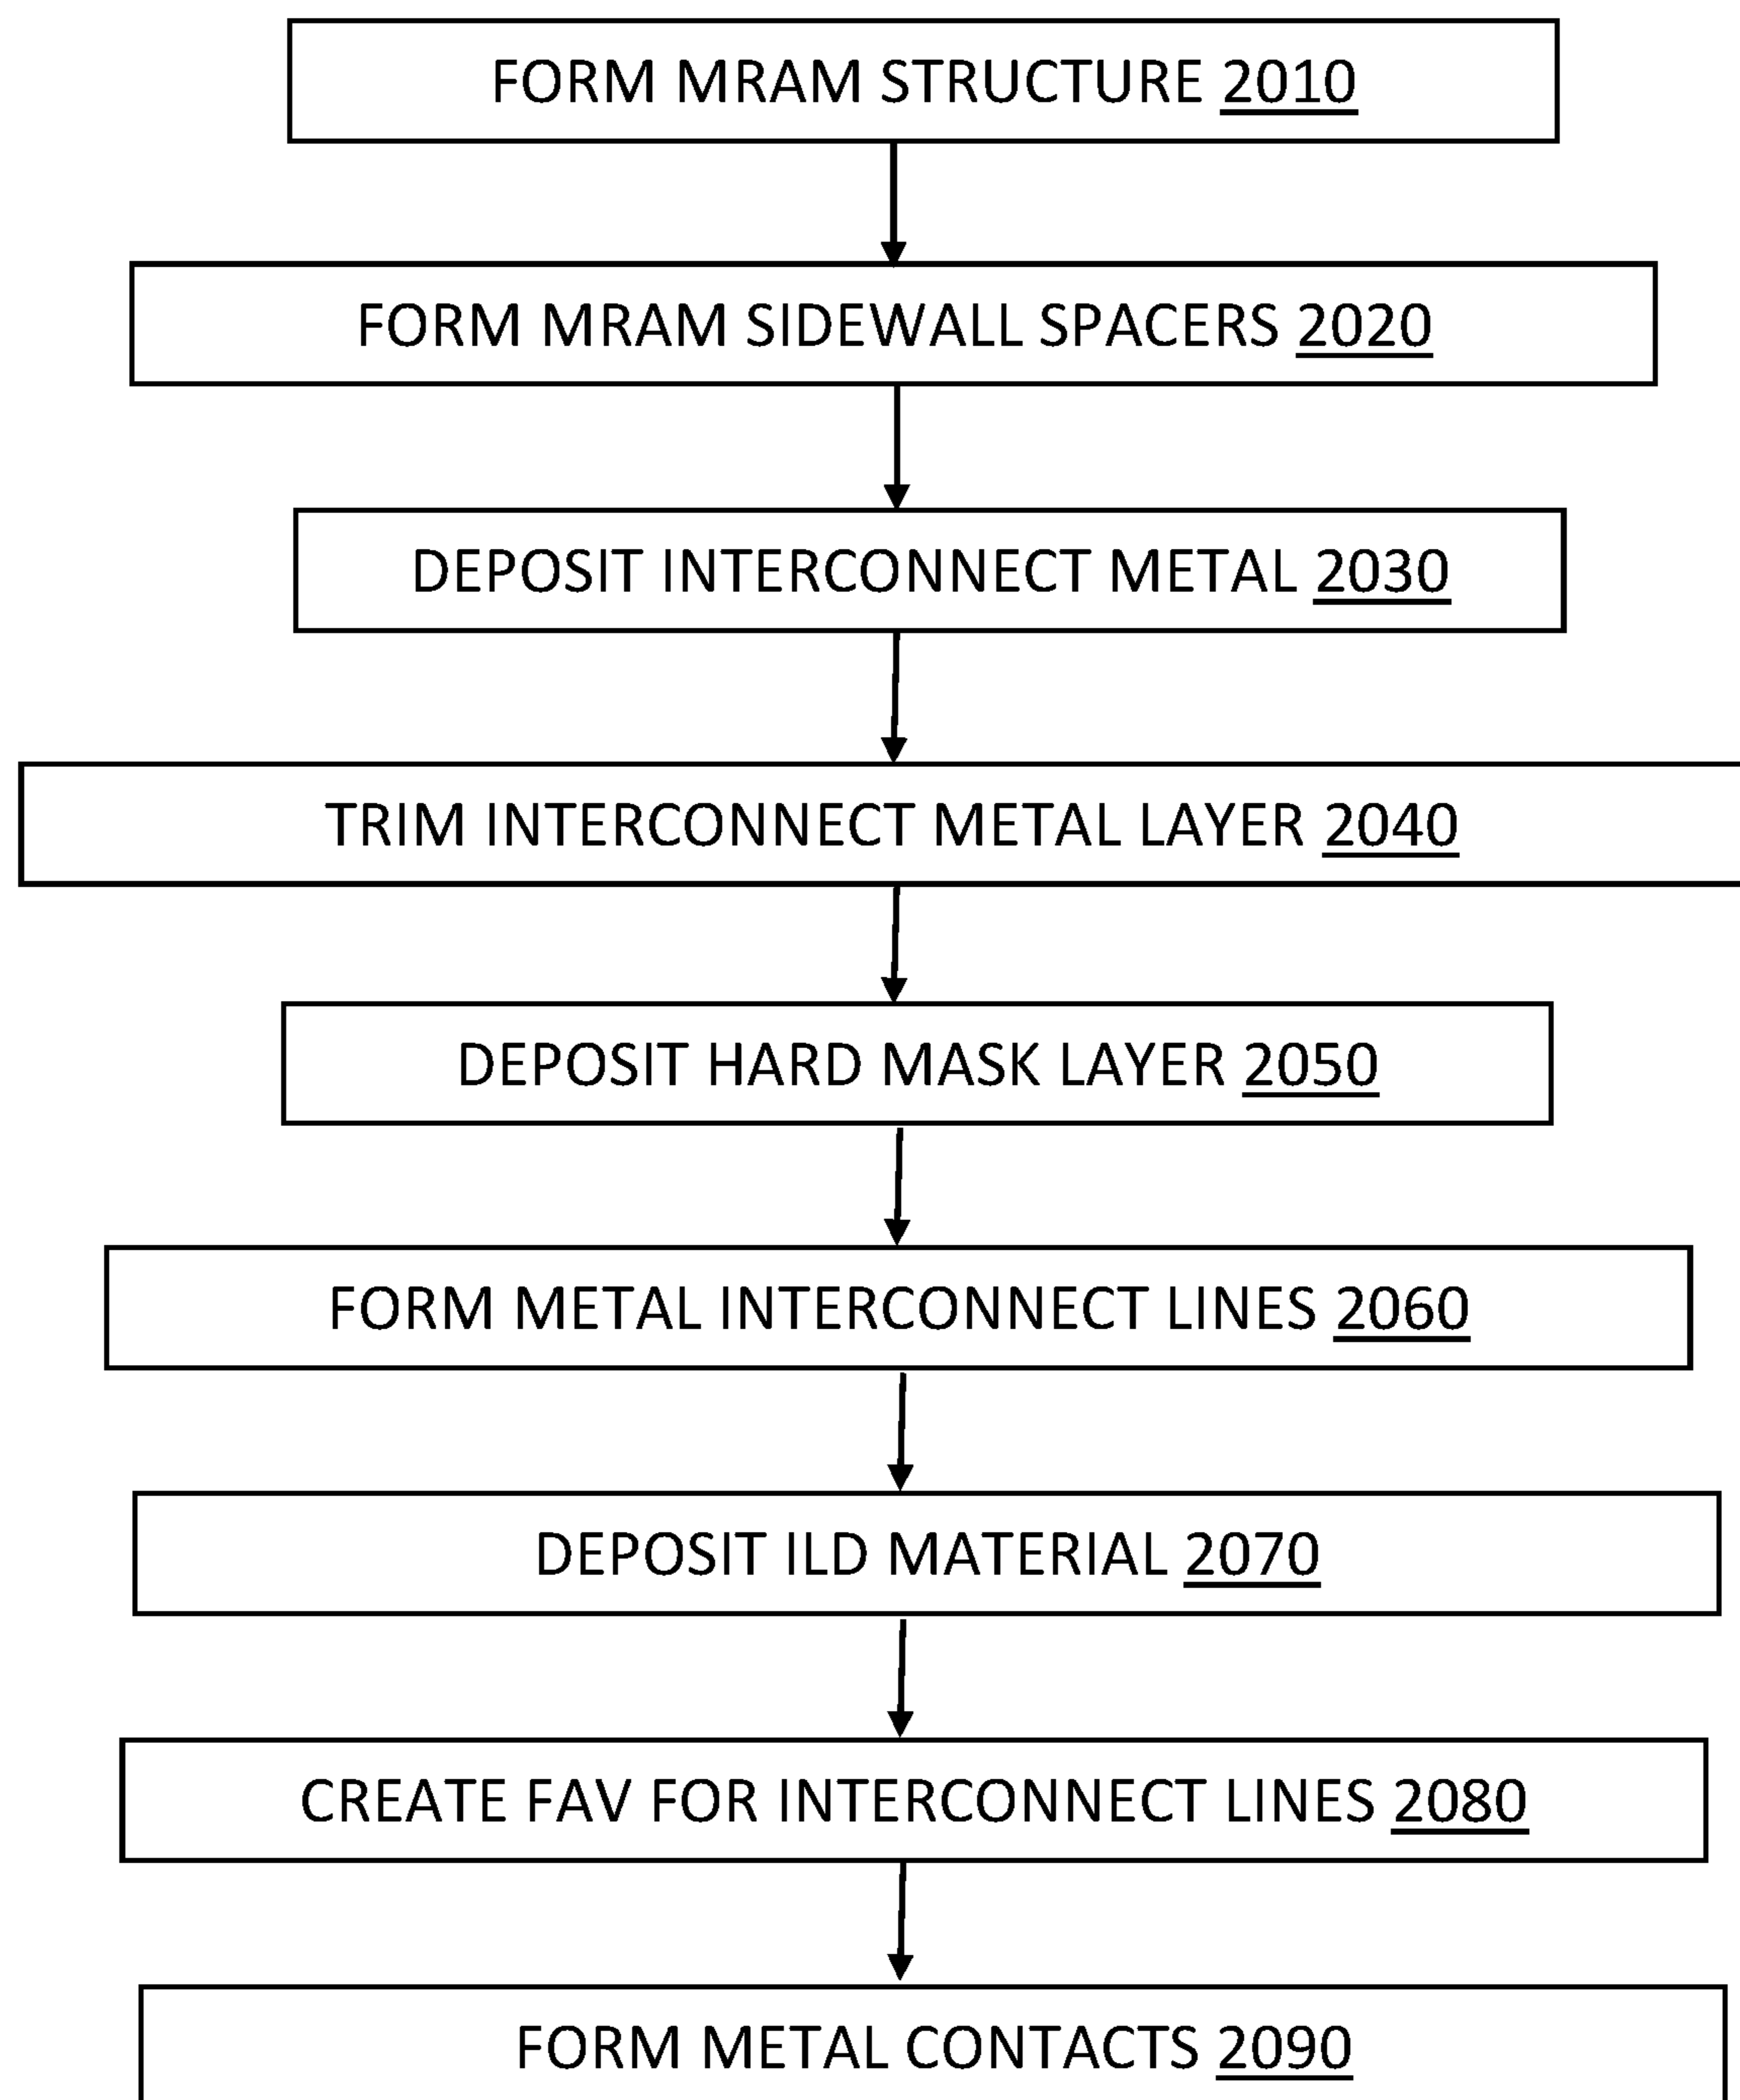 FORM MRAM STRUCTURE 2010
FORM MRAM SIDEWALL SPACERS 2020
DEPOSIT INTERCONNECT METAL 2030
TRIM INTERCONNECT METAL LAYER 2040
DEPOSIT HARD MASK LAYER 2050
FORM METAL INTERCONNECT LINES 2060
DEPOSIT ILD MATERIAL 2070
CREATE FAV FOR INTERCONNECT LINES 2080
FORM METAL CONTACTS 2090